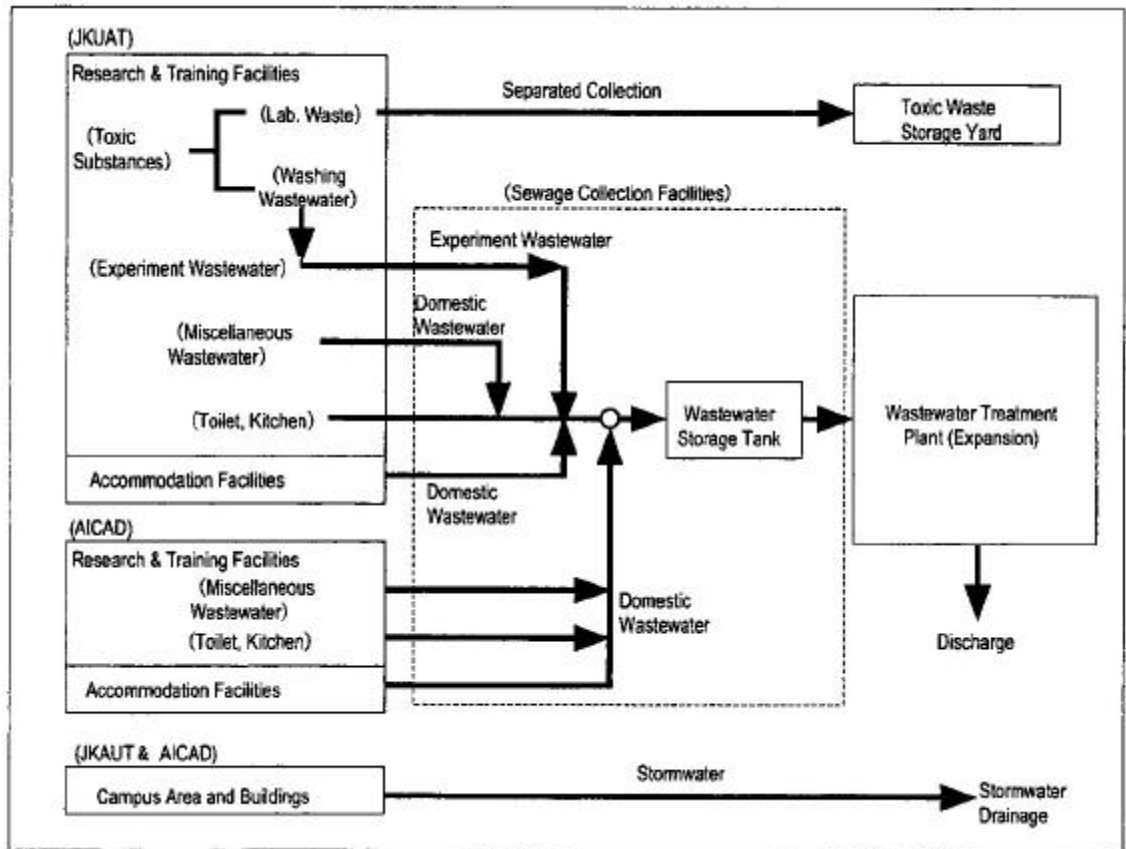 (JKUAT)
Research & Training Facilities
Separated Collection
(Lab. Waste)
Toxic Waste
Storage Yard
(Toxic
Substances)
(Washing
Wastewater)
(Sewage Collection Facilities)
Experiment Wastewater
(Experiment Wastewater)
Domestic
Wastewater
(Miscellaneous
Wastewater)
(Toilet, Kitchen)
Wastewater
Storage Tank
Wastewater Treatment
Plant (Expansion)
Accommodation Facilities
Domestic
Wastewater
(AICAD)
Research & Training Facilities
(Miscellaneous
Wastewater)
Domestic
Wastewater
(Toilet, Kitchen)
Discharge
Accommodation Facilities
(JKAUT & AICAD)
Campus Area and Buildings
Stormwater
Stormwater
Drainage